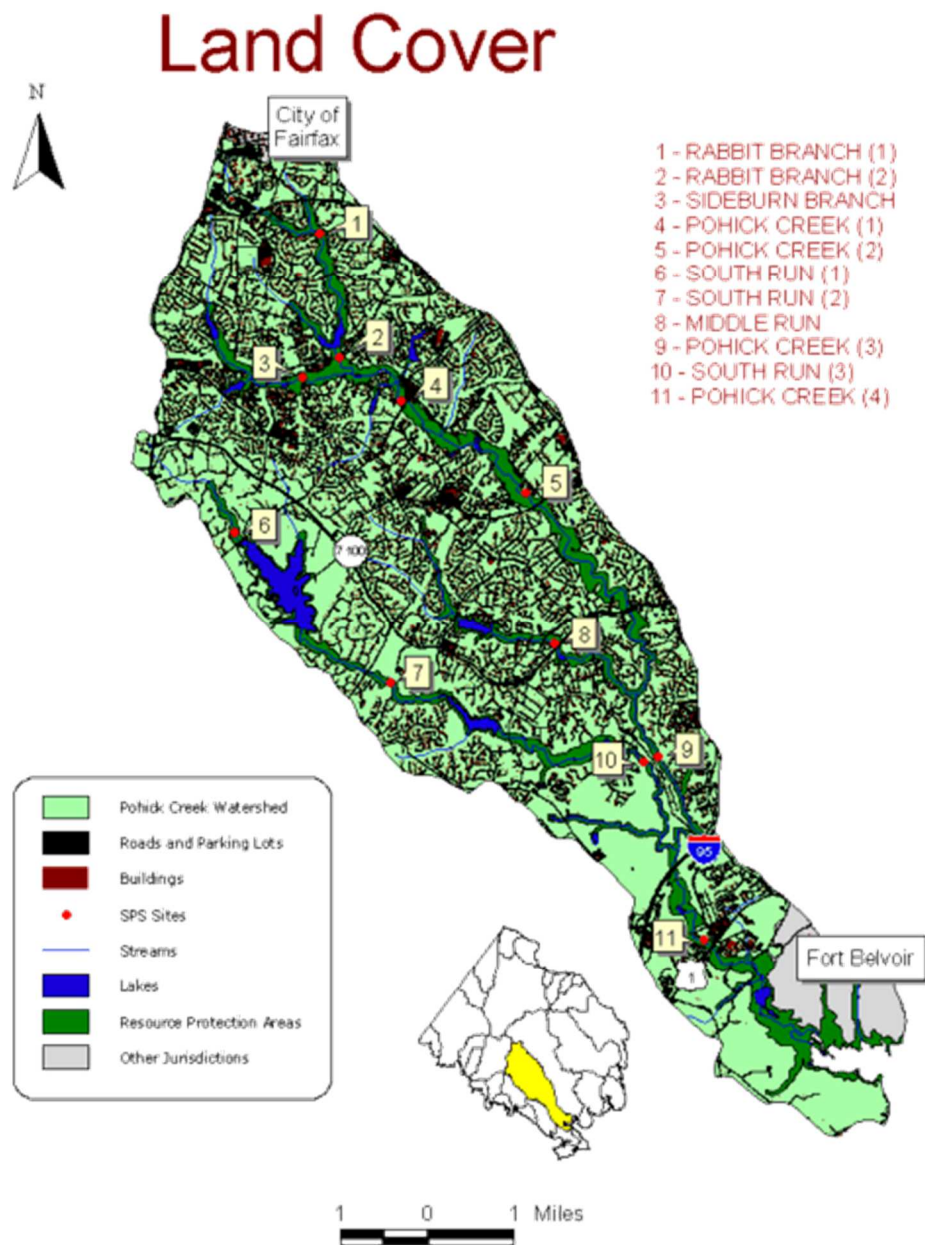 Land Cover
N
City of
Fairfax
1 - RABBIT BRANCH (1)
2 - RABBIT BRANCH (2)
3 - SIDEBURN BRANCH
4 - POHICK CREEK (1)
5 - POHICK CREEK (2)
6 - SOUTH RUN (1)
7 - SOUTH RUN (2)
8 - MIDDLE RUN
9 - POHICK CREEK (3)
10 - SOUTH RUN (3)
11 - POHICK CREEK (4)
1
2
3
4
5
6
7 100
8
7
9
10
95
11
1
Fort Belvoir
Pohick Creek Watershed
Roads and Parking Lots
Buildings
SPS Sites
Streams
Lakes
Resource Protection Areas
Other Jurisdictions
1 0 1 Miles